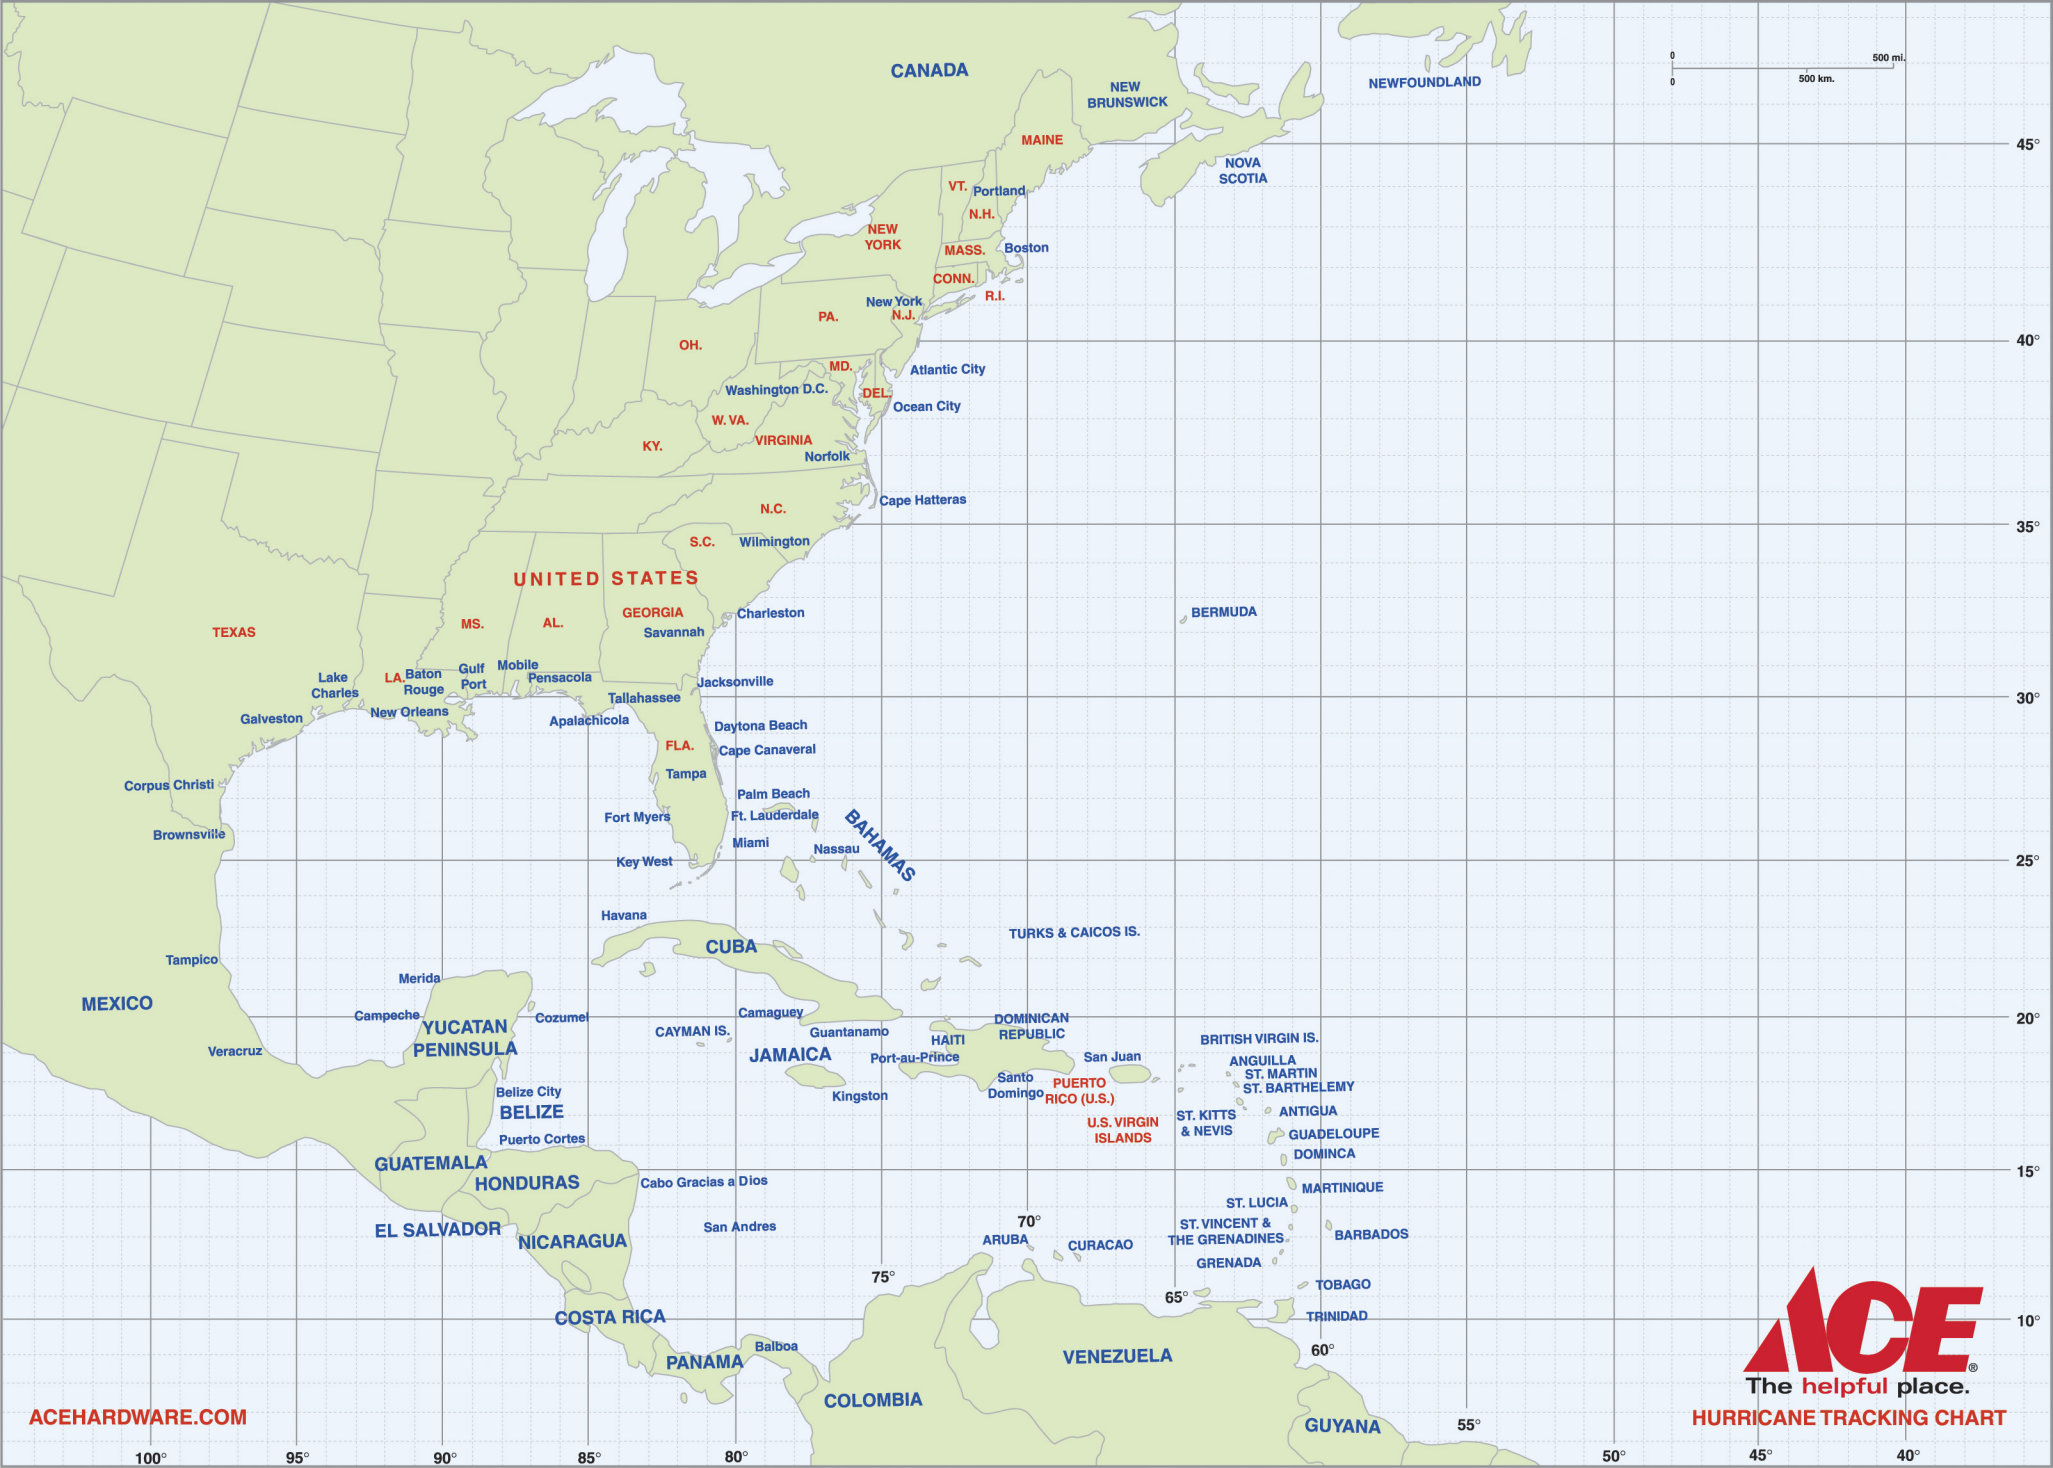 0
500 mi.
0
500 km.
CANADA
NEW
BRUNSWICK
NEWFOUNDLAND
MAINE
45°
NOVA
SCOTIA
VT.
Portland
N.H.
NEW
YORK
MASS.
Boston
CONN.
R.I.
New York
N.J.
PA.
OH.
40°
MD.
Atlantic City
Washington D.C.
DEL.
Ocean City
W. VA.
VIRGINIA
KY.
Norfolk
Cape Hatteras
N.C.
35°
S.C.
Wilmington
UNITED STATES
GEORGIA
Charleston
BERMUDA
TEXAS
MS.
AL.
Savannah
Lake
Charles
LA.
Baton
Rouge
Gulf
Port
Mobile
Pensacola
Jacksonville
Tallahassee
30°
Galveston
New Orleans
Apalachicola
Daytona Beach
FLA.
Cape Canaveral
Tampa
Corpus Christi
Palm Beach
Fort Myers
Ft. Lauderdale
BAHAMAS
Brownsville
Miami
Nassau
Key West
25°
Havana
CUBA
TURKS & CAICOS IS.
Tampico
Merida
MEXICO
Campeche
YUCATAN
PENINSULA
Cozumel
Camaguey
DOMINICAN
REPUBLIC
20°
CAYMAN IS.
Guantanamo
HAITI
BRITISH VIRGIN IS.
Veracruz
JAMAICA
Port-au-Prince
San Juan
ANGUILLA
ST. MARTIN
ST. BARTHELEMY
Santo
Domingo
PUERTO
RICO (U.S.)
Belize City
BELIZE
Kingston
ST. KITTS
& NEVIS
ANTIGUA
U.S. VIRGIN
ISLANDS
Puerto Cortes
GUADELOUPE
DOMINCA
GUATEMALA
HONDURAS
Cabo Gracias a Dios
15°
MARTINIQUE
ST. LUCIA
EL SALVADOR
San Andres
70°
ST. VINCENT &
THE GRENADINES
BARBADOS
NICARAGUA
ARUBA
CURACAO
GRENADA
75°
TOBAGO
65°
COSTA RICA
TRINIDAD
10°
Balboa
PANAMA
VENEZUELA
60°
COLOMBIA
GUYANA
55°
ACE®
The helpful place.
HURRICANE TRACKING CHART
ACEHARDWARE.COM
100°
95°
90°
85°
80°
50°
45°
40°